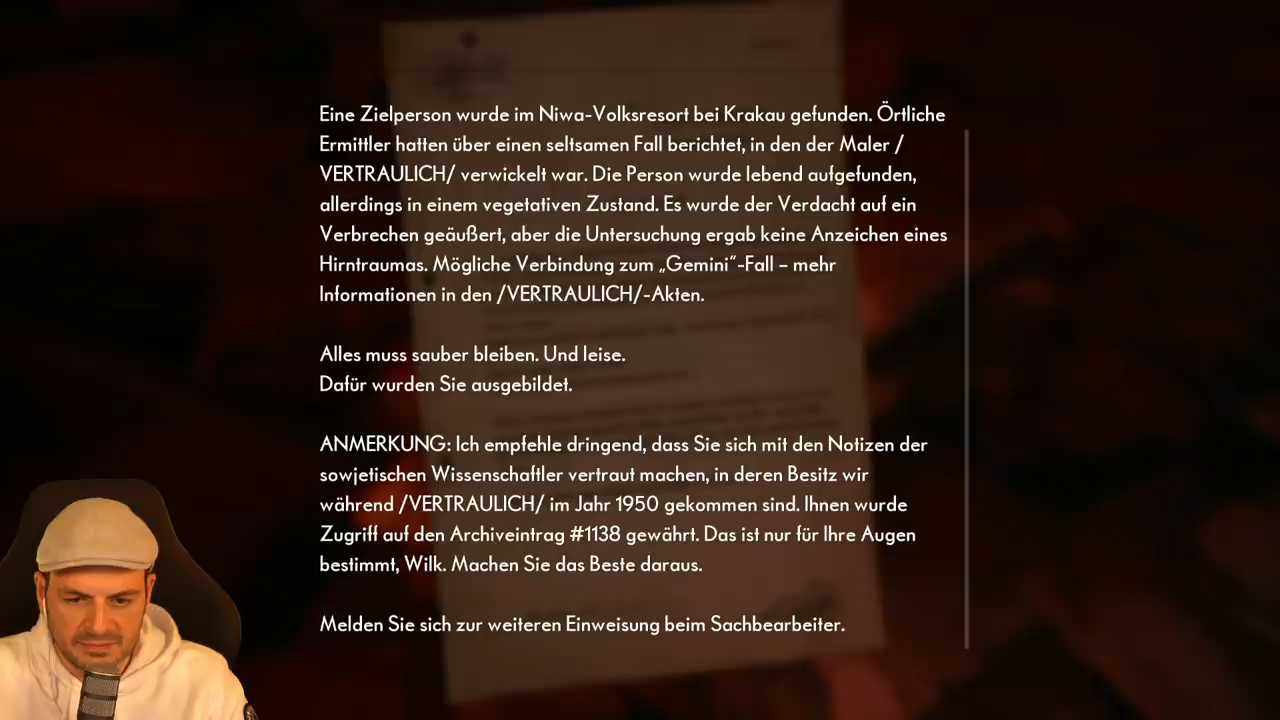 Eine Zielperson wurde im Niwa-Volksresort bei Krakau gefunden. Örtliche
Ermittler hatten über einen seltsamen Fall berichtet, in den der Maler /
VERTRAULICH/ verwickelt war. Die Person wurde lebend aufgefunden,
allerdings in einem vegetativen Zustand. Es wurde der Verdacht auf ein
Verbrechen geäußert, aber die Untersuchung ergab keine Anzeichen eines
Hirntraumas. Mögliche Verbindung zum „Gemini“-Fall – mehr
Informationen in den /VERTRAULICH/-Akten.
Alles muss sauber bleiben. Und leise.
Dafür wurden Sie ausgebildet.
ANMERKUNG: Ich empfehle dringend, dass Sie sich mit den Notizen der
sowjetischen Wissenschaftler vertraut machen, in deren Besitz wir
während /VERTRAULICH/ im Jahr 1950 gekommen sind. Ihnen wurde
Zugriff auf den Archiveintrag #1138 gewährt. Das ist nur für Ihre Augen
bestimmt, Wilk. Machen Sie das Beste daraus.
Melden Sie sich zur weiteren Einweisung beim Sachbearbeiter.